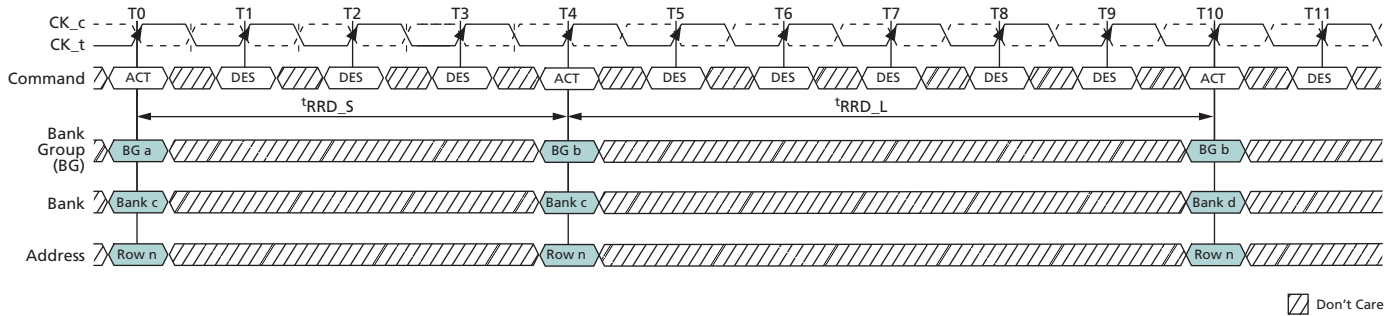 T0 T1 T2 T3 T4 T5 T6 T7 T8 T9 T10 T11
CK_c
CK_t
Command ACT DES DES DES ACT DES DES DES DES DES ACT DES
tRRD_S tRRD_L
Bank
Group
(BG)
BG a BG b BG b
Bank Bank c Bank c Bank d
Address Row n Row n Row n
Don't Care